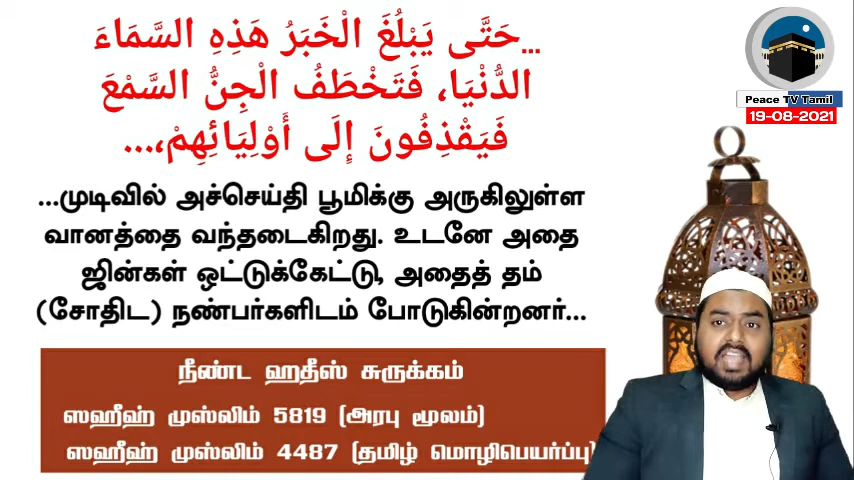 ...حَتَّى يَبْلُغَ الْخَبَرُ هَذِهِ السَّمَاءَ
الدُّنْيَا، فَتَخْطَفُ الْجِنُّ السَّمْعَ
فَيَقْذِفُونَ إِلَى أَوْلِيَائِهِمْ،...
...முடிவில் அச்செய்தி பூமிக்கு அருகிலுள்ள
வானத்தை வந்தடைகிறது. உடனே அதை
ஜின்கள் ஒட்டுக்கேட்டு, அதைத் தம்
(சோதிட) நண்பர்களிடம் போடுகின்றனர்...
நீண்ட ஹதீஸ் சுருக்கம்
ஸஹீஹ் முஸ்லிம் 5819 (அரபு மூலம்)
ஸஹீஹ் முஸ்லிம் 4487 (தமிழ் மொழிபெயர்ப்பு)
Peace TV Tamil
19-08-2021